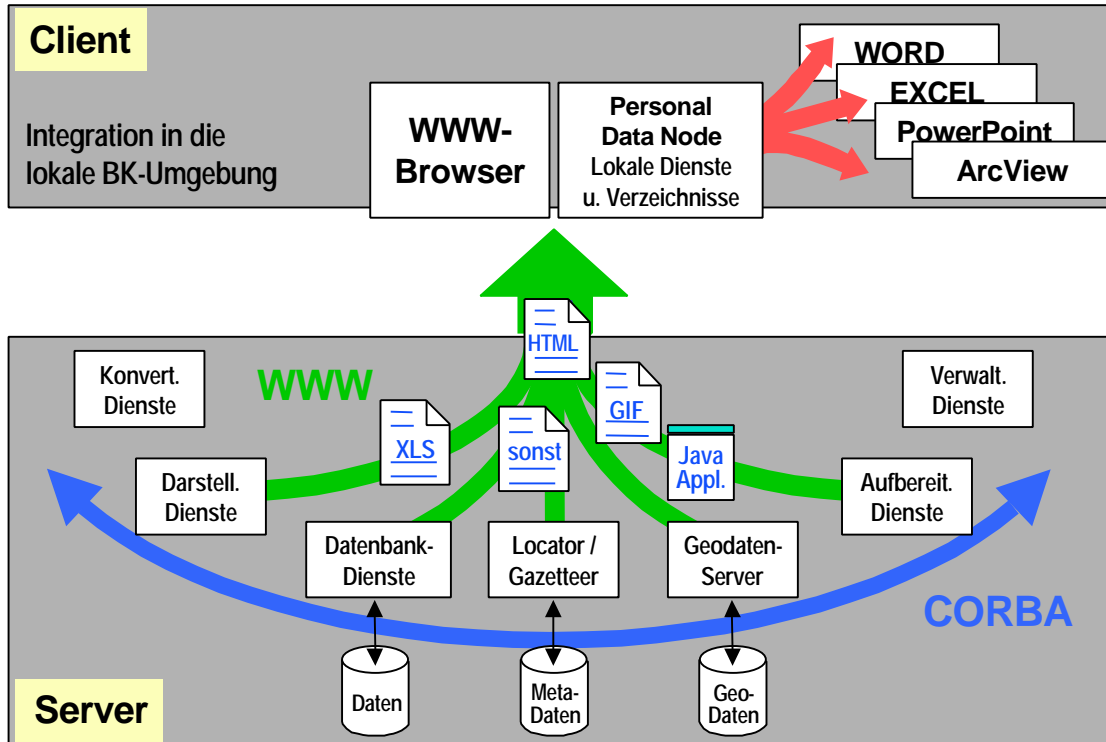 Client
WORD
EXCEL
PowerPoint
ArcView
Integration in die
lokale BK-Umgebung
WWW-
Browser
Personal
Data Node
Lokale Dienste
u. Verzeichnisse
HTML
Konvert.
Dienste
WWW
GIF
Verwalt.
Dienste
XLS
sonst
Java
Appl.
Darstell.
Dienste
Aufbereit.
Dienste
Datenbank-
Dienste
Locator /
Gazetteer
Geodaten-
Server
CORBA
Daten
Meta-
Daten
Geo-
Daten
Server